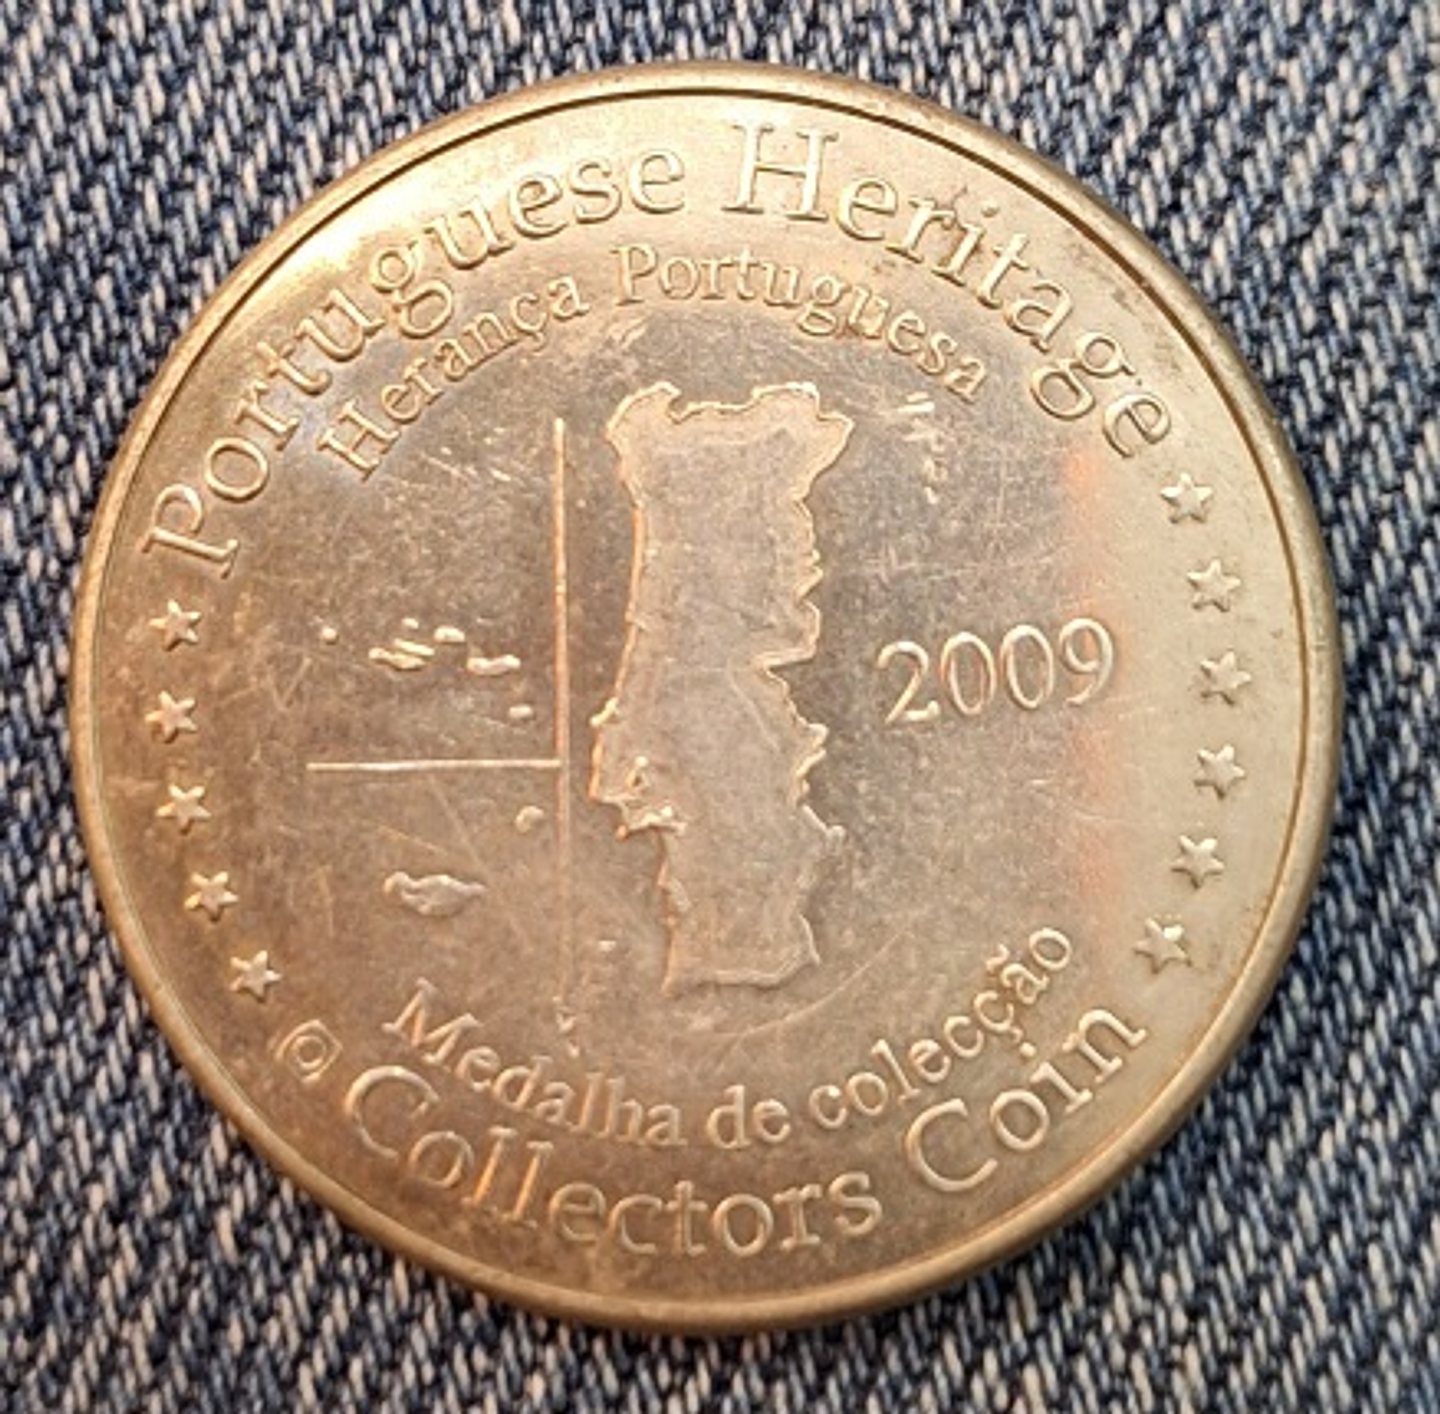 Portuguese Heritage
Herança Portuguesa
2009
Medalha de colecção
Collectors Coin